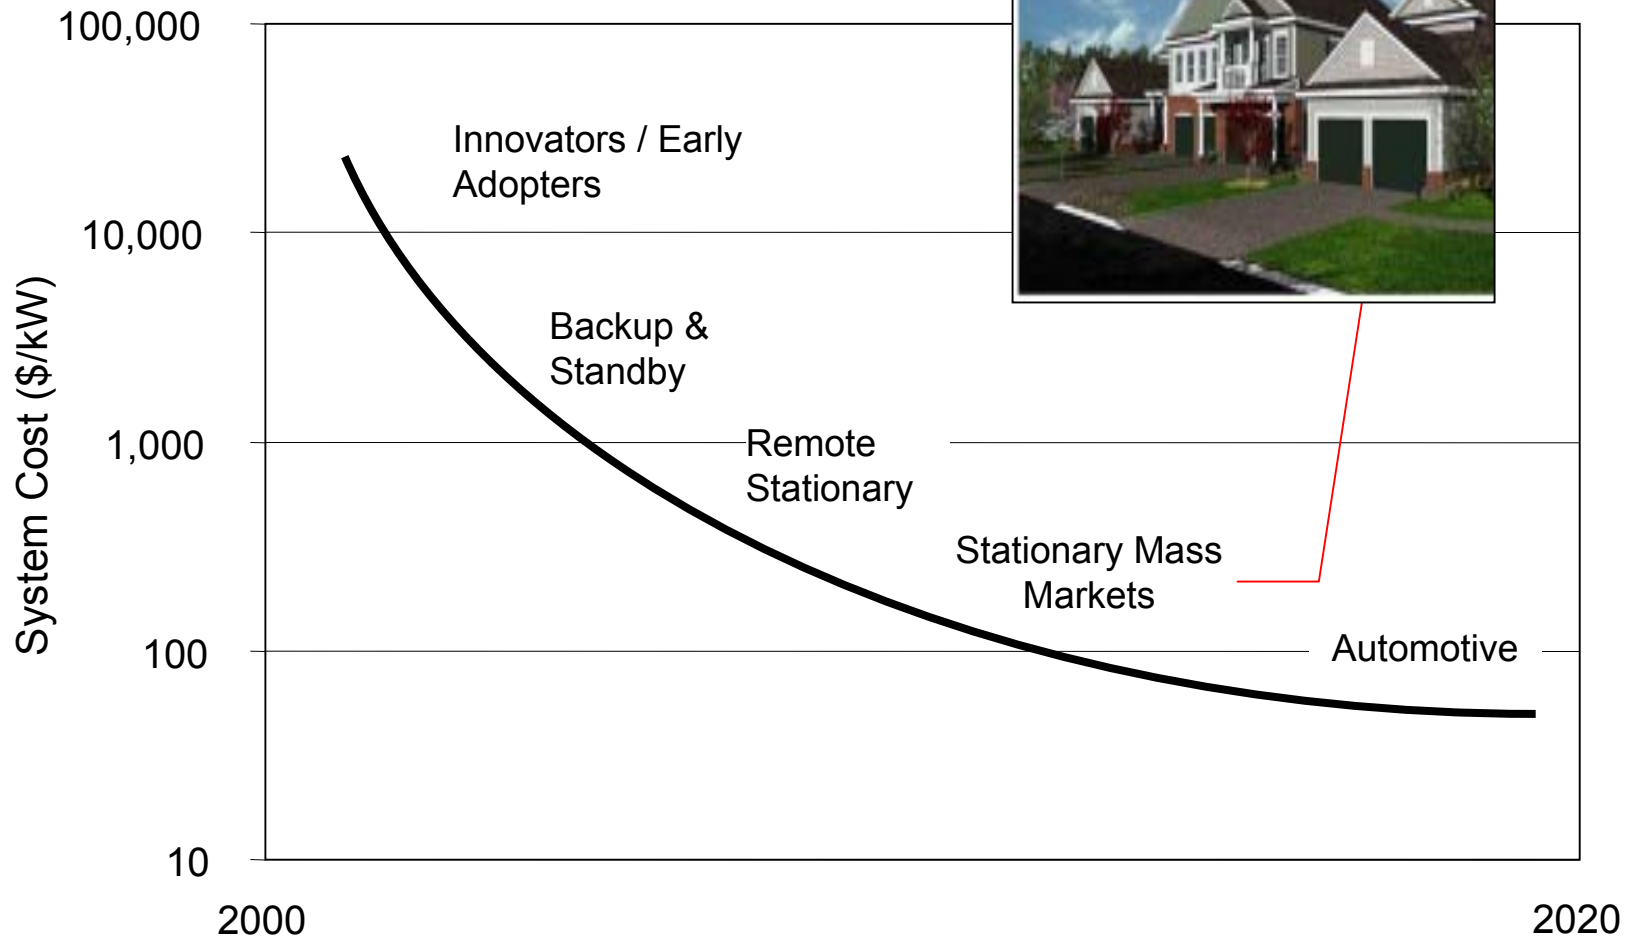 100,000
Innovators / Early
Adopters
10,000
Backup &
Standby
System Cost ($/kW)
1,000
Remote
Stationary
Stationary Mass
Markets
100
Automotive
10
2000
2020